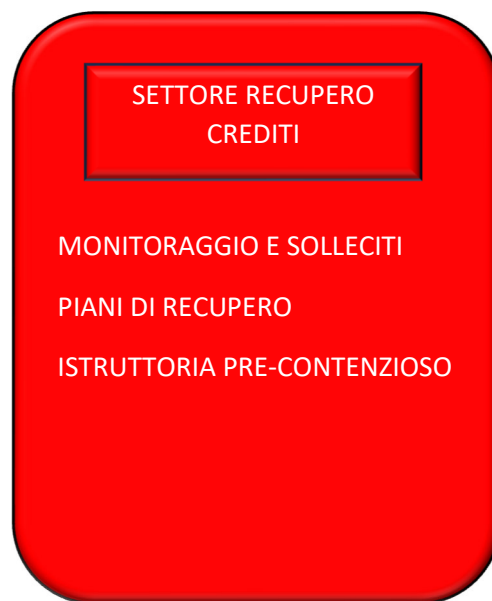 SETTORE RECUPERO
CREDITI
MONITORAGGIO E SOLLECITI
PIANI DI RECUPERO
ISTRUTTORIA PRE-CONTENZIOSO